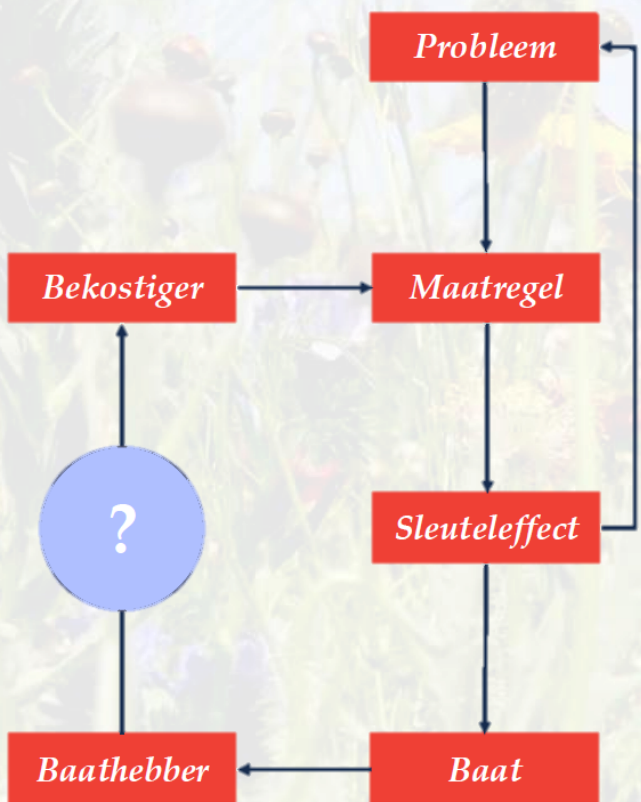 Probleem
Bekostiger
Maatregel
?
Sleuteleffect
Baathebber
Baat